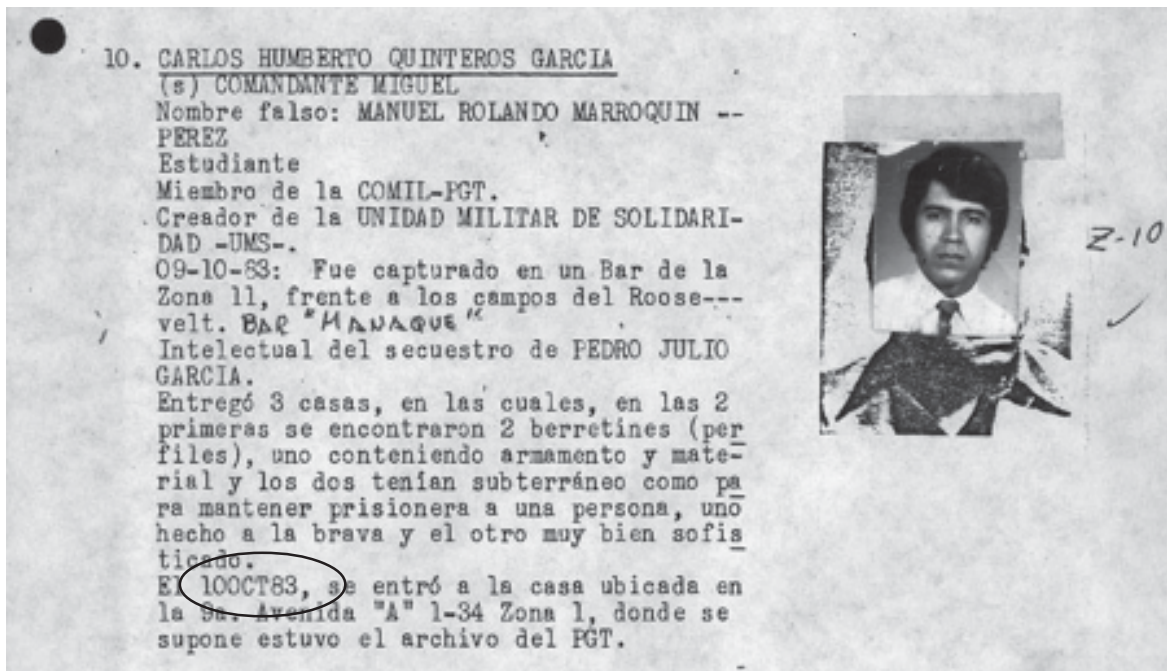 10. CARLOS HUMBERTO QUINTEROS GARCIA
(s) COMANDANTE MIGUEL
Nombre falso: MANUEL ROLANDO MARROQUIN --
PEREZ
Estudiante
Miembro de la COMIL-PGT.
Creador de la UNIDAD MILITAR DE SOLIDARI-
DAD -UMS-.
09-10-83: Fue capturado en un Bar de la
Zona 11, frente a los campos del Roose---
velt. BAR "MANAQUE"
Intelectual del secuestro de PEDRO JULIO
GARCIA.
Entregó 3 casas, en las cuales, en las 2
primeras se encontraron 2 berretines (per
files), uno conteniendo armamento y mate-
rial y los dos tenían subterráneo como pa
ra mantener prisionera a una persona, uno
hecho a la brava y el otro muy bien sofis
ticado.
El 10OCT83, se entró a la casa ubicada en
la 9a. Avenida "A" 1-34 Zona 1, donde se
supone estuvo el archivo del PGT.
Z-10